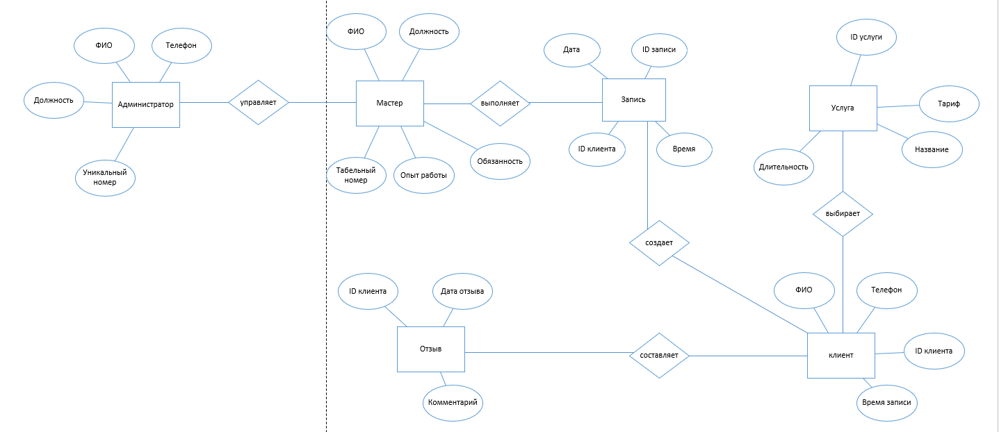 ФИО
Телефон
Должность
Администратор
Уникальный
номер
управляет
ФИО
Должность
Мастер
Табельный
номер
Опыт работы
Обязанность
выполняет
Дата
ID записи
Запись
ID клиента
Время
ID услуги
Услуга
Тариф
Название
Длительность
выбирает
создает
ID клиента
Дата отзыва
Отзыв
Комментарий
составляет
ФИО
Телефон
клиент
ID клиента
Время записи